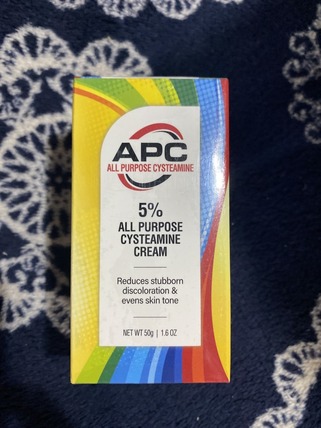 APC
ALL PURPOSE CYSTEAMINE
5%
ALL PURPOSE
CYSTEAMINE
CREAM
Reduces stubborn
discoloration &
evens skin tone
NET WT 50g | 1.6 OZ